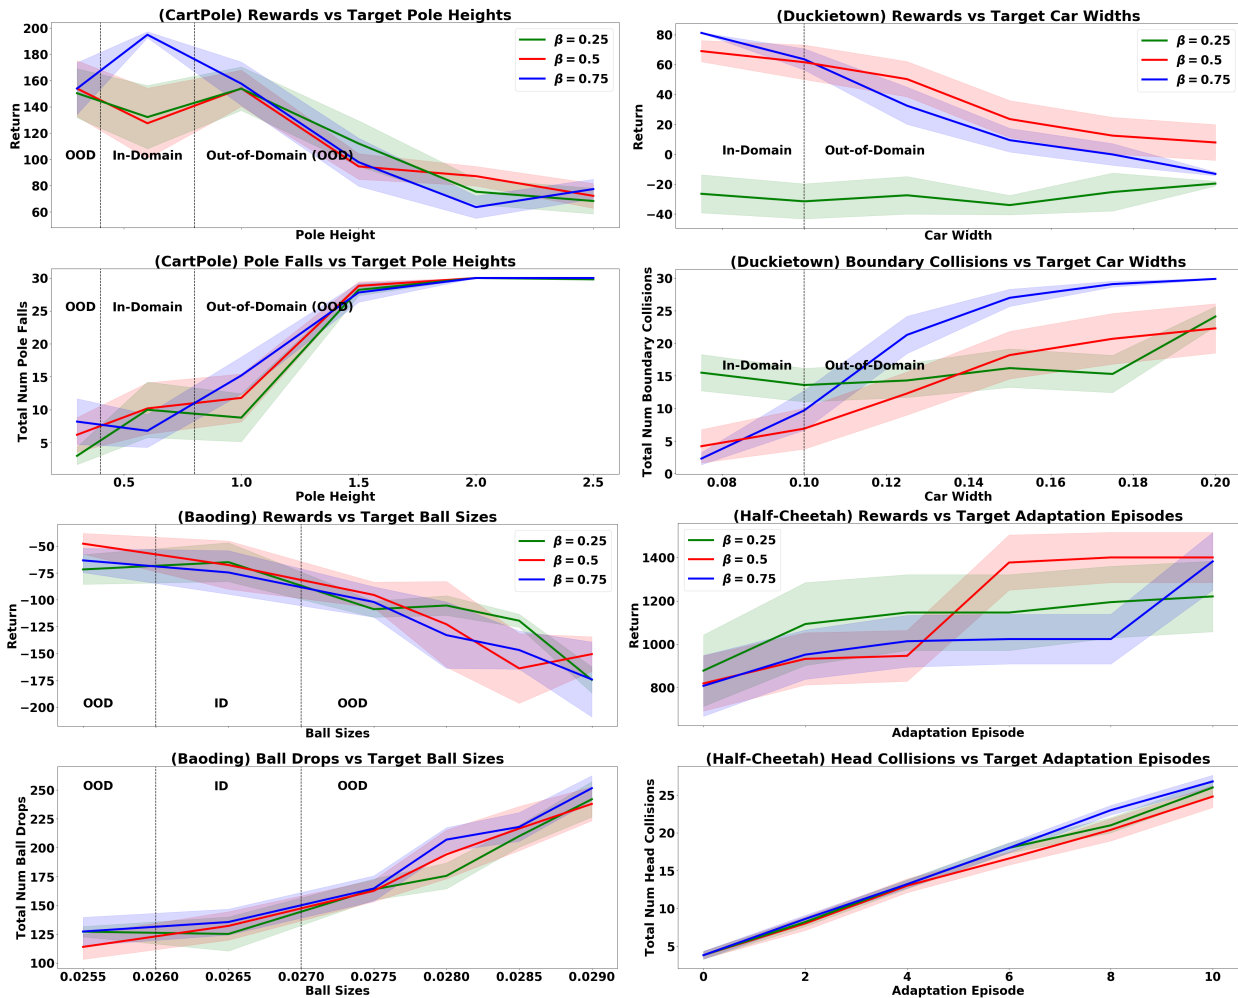 (CartPole) Rewards vs Target Pole Heights
200
180
160
140
120
100
80
60
Return
β = 0.25
β = 0.5
β = 0.75
OOD
In-Domain
Out-of-Domain (OOD)
Pole Height
(Duckietown) Rewards vs Target Car Widths
80
60
40
20
0
−20
−40
Return
β = 0.25
β = 0.5
β = 0.75
In-Domain
Out-of-Domain
Car Width
(CartPole) Pole Falls vs Target Pole Heights
30
25
20
15
10
5
Total Num Pole Falls
OOD
In-Domain
Out-of-Domain (OOD)
0.5
1.0
1.5
2.0
2.5
Pole Height
(Duckietown) Boundary Collisions vs Target Car Widths
30
25
20
15
10
5
0
Total Num Boundary Collisions
In-Domain
Out-of-Domain
0.08
0.10
0.12
0.14
0.16
0.18
0.20
Car Width
(Baoding) Rewards vs Target Ball Sizes
−50
−75
−100
−125
−150
−175
−200
Return
β = 0.25
β = 0.5
β = 0.75
OOD
ID
OOD
Ball Sizes
(Half-Cheetah) Rewards vs Target Adaptation Episodes
1400
1200
1000
800
Return
β = 0.25
β = 0.5
β = 0.75
Adaptation Episode
(Baoding) Ball Drops vs Target Ball Sizes
250
225
200
175
150
125
100
Total Num Ball Drops
OOD
ID
OOD
0.0255
0.0260
0.0265
0.0270
0.0275
0.0280
0.0285
0.0290
Ball Sizes
(Half-Cheetah) Head Collisions vs Target Adaptation Episodes
25
20
15
10
5
Total Num Head Collisions
0
2
4
6
8
10
Adaptation Episode